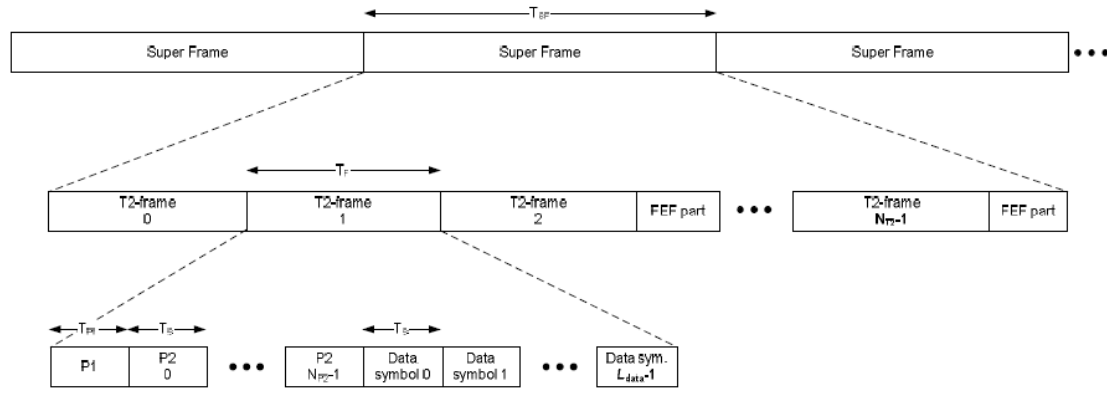 T_SF
Super Frame Super Frame Super Frame
T_F
T2-frame 0 T2-frame 1 T2-frame 2 FEF part T2-frame N_T2-1 FEF part
T_P1 T_S T_S
P1 P2 0 P2 N_P2-1 Data symbol 0 Data symbol 1 Data sym. L_data-1